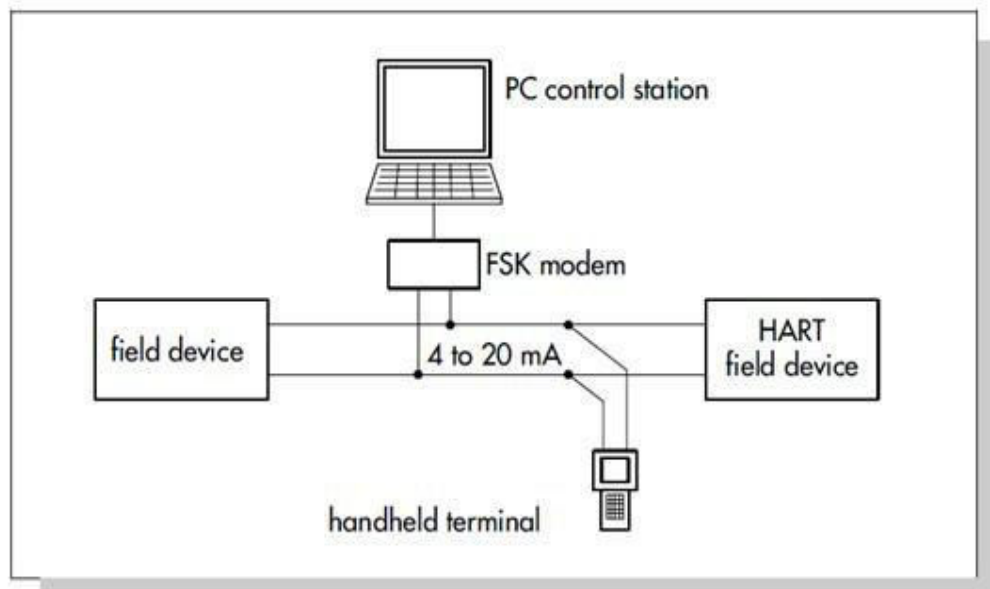 PC control station
FSK modem
field device
4 to 20 mA
HART
field device
handheld terminal